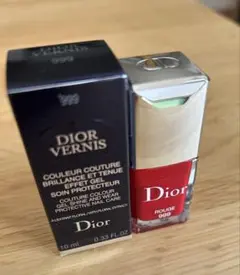 999
DIOR
VERNIS
COULEUR COUTURE
BRILLANCE ET TENUE
EFFET GEL
SOIN PROTECTEUR
COUTURE COLOUR
GEL SHINE AND WEAR
PROTECTIVE NAIL CARE
Dior
10 ml 0.33 FL.OZ
Dior
ROUGE
999